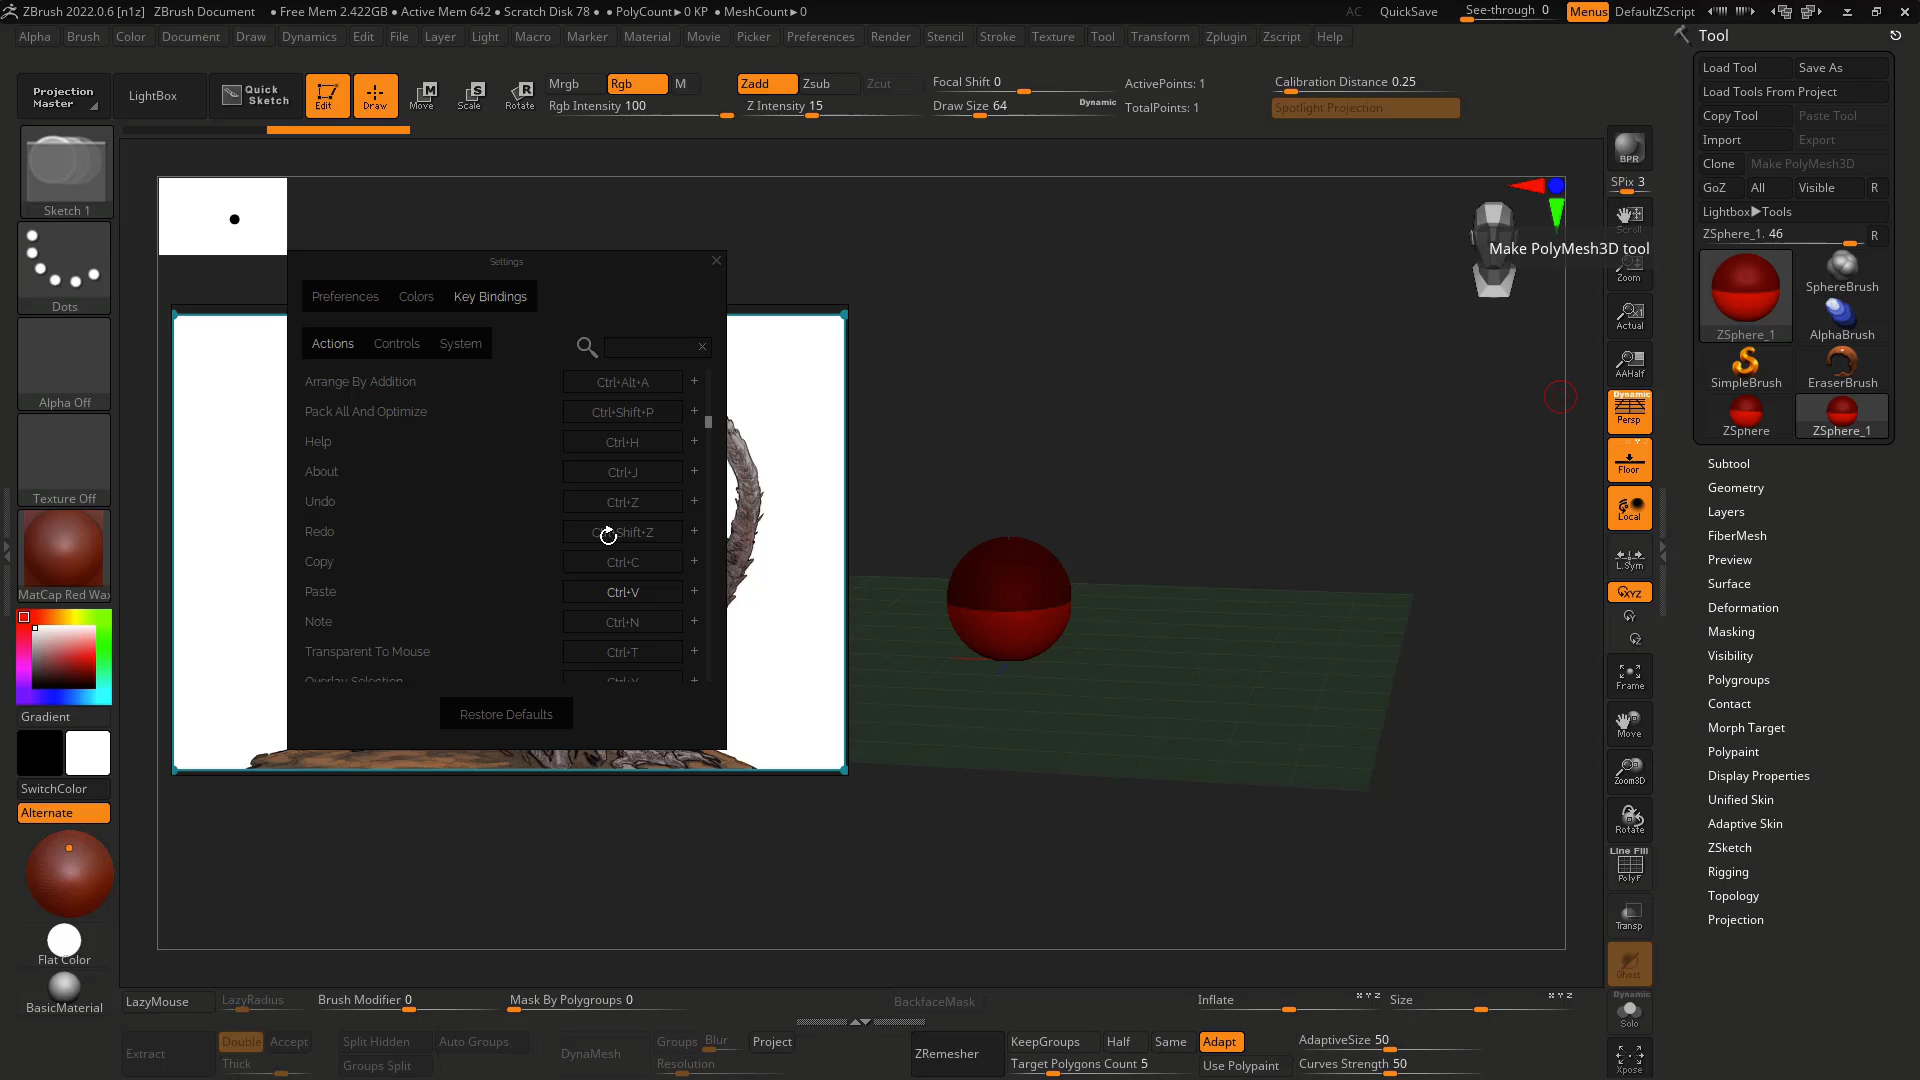 ZBrush 2022.0.6 [n1z] ZBrush Document • Free Mem 2.422GB • Active Mem 642 • Scratch Disk 78 • PolyCount►0 KP • MeshCount►0 AC QuickSave See-through 0 Menus DefaultZScript
Alpha Brush Color Document Draw Dynamics Edit File Layer Light Macro Marker Material Movie Picker Preferences Render Stencil Stroke Texture Tool Transform Zplugin Zscript Help
Projection Master
LightBox
Quick Sketch
Edit
Draw
Move
Scale
Rotate
Mrgb Rgb M
Rgb Intensity 100
Zadd Zsub Zcut
Z Intensity 15
Focal Shift 0
Draw Size 64 Dynamic
ActivePoints: 1
TotalPoints: 1
Calibration Distance 0.25
Spotlight Projection
Sketch 1
Dots
Alpha Off
Texture Off
MatCap Red Wax
Gradient
SwitchColor
Alternate
Flat Color
BasicMaterial
Settings
Preferences Colors Key Bindings
Actions Controls System
Arrange By Addition Ctrl+Alt+A +
Pack All And Optimize Ctrl+Shift+P +
Help Ctrl+H +
About Ctrl+J +
Undo Ctrl+Z +
Redo Ctrl+Shift+Z +
Copy Ctrl+C +
Paste Ctrl+V +
Note Ctrl+N +
Transparent To Mouse Ctrl+T +
Overlay Selection
Restore Defaults
Make PolyMesh3D tool
BPR
SPix 3
Scroll
Zoom
Actual
AAHalf
Dynamic
Persp
Floor
Local
L.Sym
XYZ
Y
Z
Frame
Move
Zoom3D
Rotate
Line Fill
PolyF
Transp
Ghost
Dynamic
Solo
Xpose
Tool
Load Tool Save As
Load Tools From Project
Copy Tool Paste Tool
Import Export
Clone Make PolyMesh3D
GoZ All Visible R
Lightbox►Tools
ZSphere_1. 46 R
ZSphere_1
SphereBrush
AlphaBrush
SimpleBrush
EraserBrush
ZSphere
ZSphere_1
Subtool
Geometry
Layers
FiberMesh
Preview
Surface
Deformation
Masking
Visibility
Polygroups
Contact
Morph Target
Polypaint
Display Properties
Unified Skin
Adaptive Skin
ZSketch
Rigging
Topology
Projection
LazyMouse LazyRadius Brush Modifier 0 Mask By Polygroups 0 BackfaceMask Inflate X Y Z Size X Y Z
Extract
Double Accept
Thick
Split Hidden Auto Groups
Groups Split
DynaMesh
Groups Blur Project
Resolution
ZRemesher
KeepGroups Half Same Adapt
Target Polygons Count 5 Use Polypaint
AdaptiveSize 50
Curves Strength 50